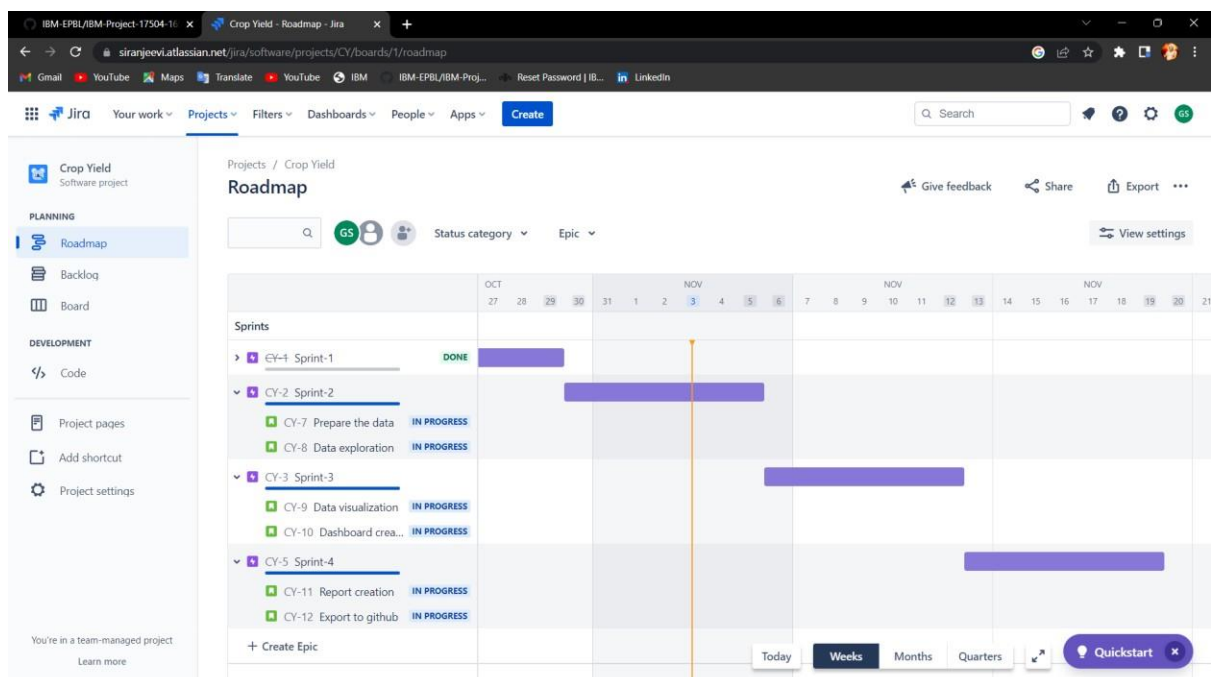 IBM-EPBL/IBM-Project-17504-16
Crop Yield - Roadmap - Jira
siranjeevi.atlassian.net/jira/software/projects/CY/boards/1/roadmap
Gmail YouTube Maps Translate YouTube IBM IBM-EPBL/IBM-Proj... Reset Password | IB... LinkedIn
Jira Your work Projects Filters Dashboards People Apps Create Search GS
Crop Yield
Software project
PLANNING
Roadmap
Backlog
Board
DEVELOPMENT
Code
Project pages
Add shortcut
Project settings
You're in a team-managed project
Learn more
Projects / Crop Yield
Roadmap
Give feedback Share Export
GS Status category Epic View settings
OCT NOV NOV NOV
27 28 29 30 31 1 2 3 4 5 6 7 8 9 10 11 12 13 14 15 16 17 18 19 20 21
Sprints
CY-1 Sprint-1 DONE
CY-2 Sprint-2
CY-7 Prepare the data IN PROGRESS
CY-8 Data exploration IN PROGRESS
CY-3 Sprint-3
CY-9 Data visualization IN PROGRESS
CY-10 Dashboard crea... IN PROGRESS
CY-5 Sprint-4
CY-11 Report creation IN PROGRESS
CY-12 Export to github IN PROGRESS
+ Create Epic
Today Weeks Months Quarters
Quickstart